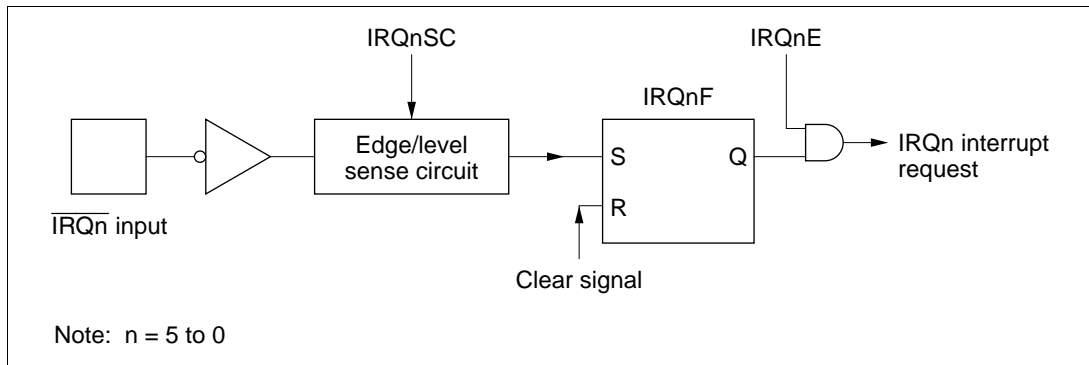 IRQnSC
IRQnE
IRQnF
Edge/level
sense circuit
S
Q
R
IRQn interrupt
request
IRQn input
Clear signal
Note: n = 5 to 0